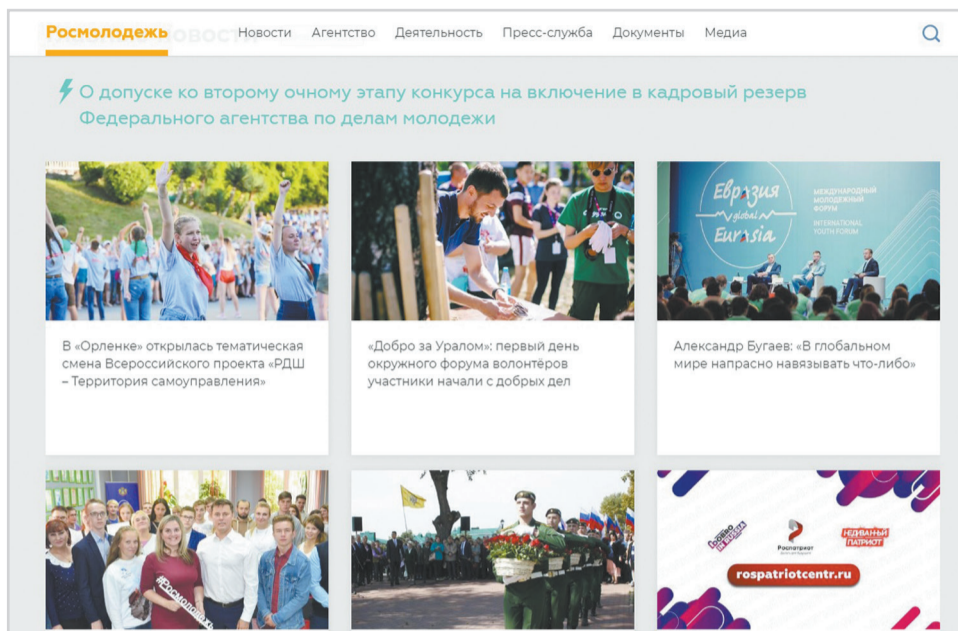 Росмолодежь
Новости Агентство Деятельность Пресс-служба Документы Медиа
О допуске ко второму очному этапу конкурса на включение в кадровый резерв
Федерального агентства по делам молодежи
Евразия
global
Eurasia
МЕЖДУНАРОДНЫЙ
МОЛОДЕЖНЫЙ
ФОРУМ
INTERNATIONAL
YOUTH FORUM
В «Орленке» открылась тематическая
смена Всероссийского проекта «РДШ
– Территория самоуправления»
«Добро за Уралом»: первый день
окружного форума волонтёров
участники начали с добрых дел
Александр Бугаев: «В глобальном
мире напрасно навязывать что-либо»
#Росмолодежь
Роспатриот
НЕДИВАННЫЙ
ПАТРИОТ
rospatriotcentr.ru